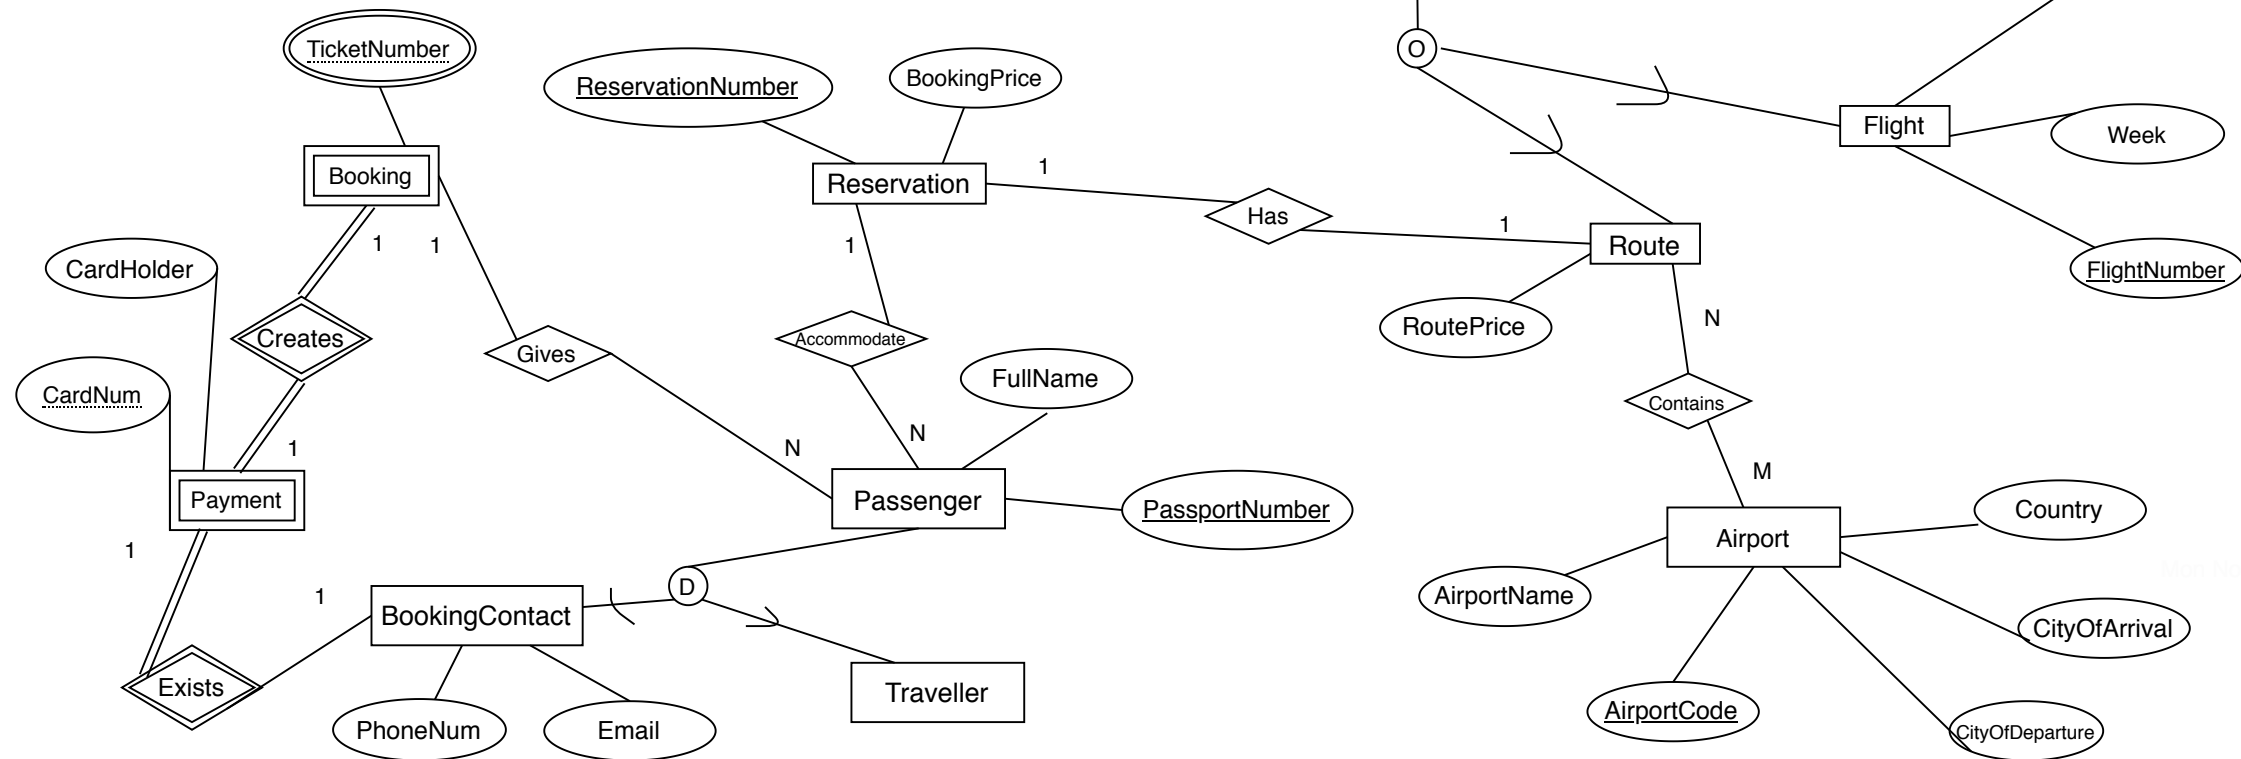 TicketNumber
ReservationNumber
BookingPrice
O
Flight
Week
Booking
Reservation
1
Has
1
Route
FlightNumber
1
1
1
CardHolder
Creates
Gives
Accommodate
RoutePrice
N
CardNum
FullName
Contains
1
N
N
M
Payment
Passenger
PassportNumber
Country
Airport
1
D
1
BookingContact
AirportName
CityOfArrival
Exists
Traveller
AirportCode
PhoneNum
Email
CityOfDeparture